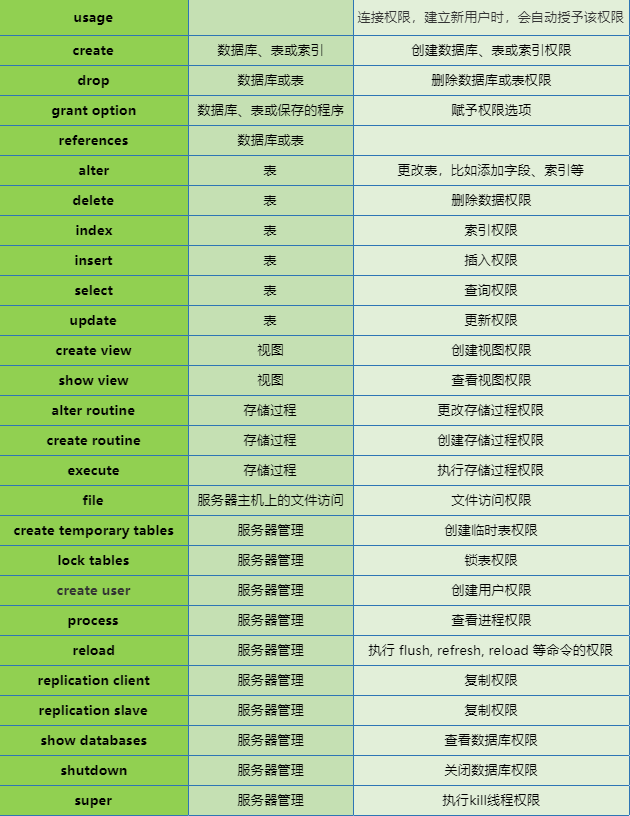 usage 连接权限，建立新用户时，会自动授予该权限
create 数据库、表或索引 创建数据库、表或索引权限
drop 数据库或表 删除数据库或表权限
grant option 数据库、表或保存的程序 赋予权限选项
references 数据库或表
alter 表 更改表，比如添加字段、索引等
delete 表 删除数据权限
index 表 索引权限
insert 表 插入权限
select 表 查询权限
update 表 更新权限
create view 视图 创建视图权限
show view 视图 查看视图权限
alter routine 存储过程 更改存储过程权限
create routine 存储过程 创建存储过程权限
execute 存储过程 执行存储过程权限
file 服务器主机上的文件访问 文件访问权限
create temporary tables 服务器管理 创建临时表权限
lock tables 服务器管理 锁表权限
create user 服务器管理 创建用户权限
process 服务器管理 查看进程权限
reload 服务器管理 执行 flush, refresh, reload 等命令的权限
replication client 服务器管理 复制权限
replication slave 服务器管理 复制权限
show databases 服务器管理 查看数据库权限
shutdown 服务器管理 关闭数据库权限
super 服务器管理 执行kill线程权限